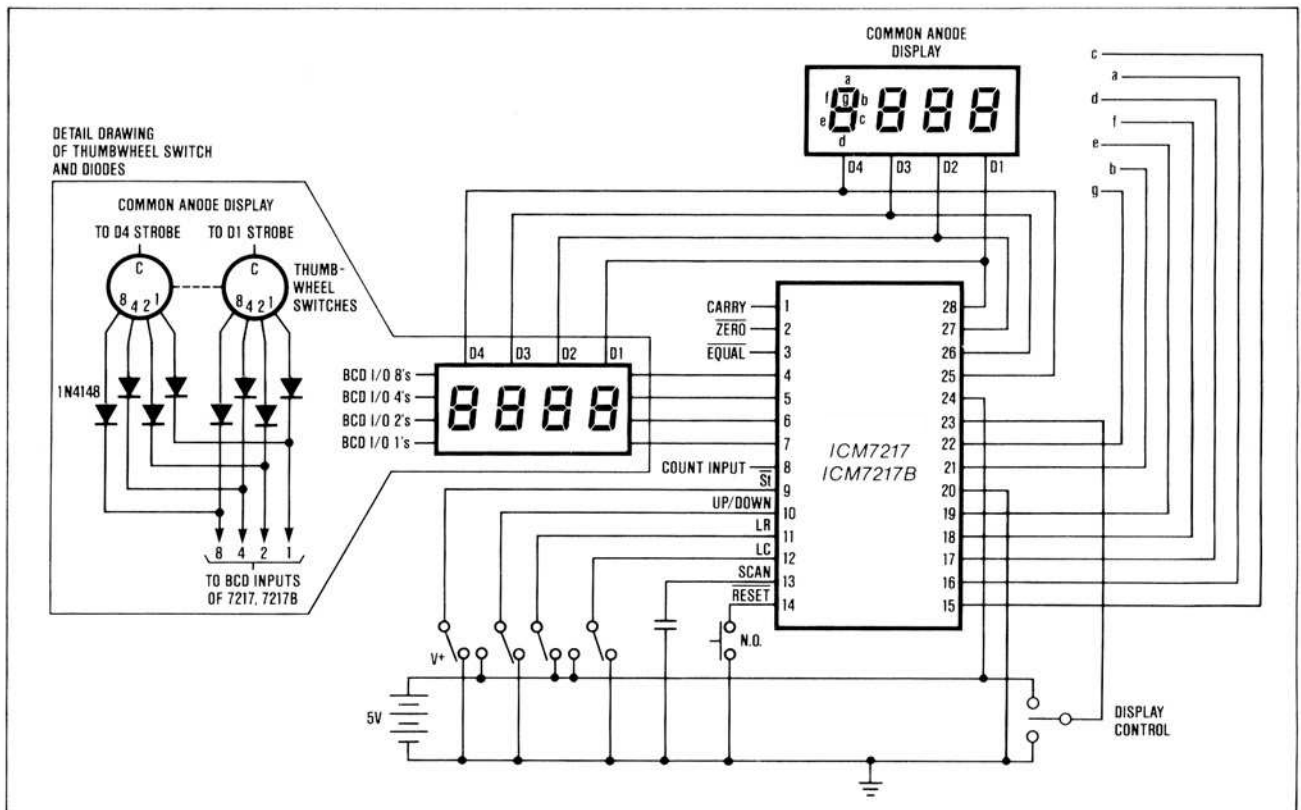 COMMON ANODE
DISPLAY
a
f g b
e c
d
D4 D3 D2 D1
c
a
d
f
e
b
g
DETAIL DRAWING
OF THUMBWHEEL SWITCH
AND DIODES
COMMON ANODE DISPLAY
TO D4 STROBE TO D1 STROBE
C C
8 4 2 1 8 4 2 1
THUMB-
WHEEL
SWITCHES
1N4148
8 4 2 1
TO BCD INPUTS
OF 7217, 7217B
D4 D3 D2 D1
BCD I/O 8's
BCD I/O 4's
BCD I/O 2's
BCD I/O 1's
8888
8888
CARRY 1
ZERO 2
EQUAL 3
4
5
6
7
COUNT INPUT 8
St 9
UP/DOWN 10
LR 11
LC 12
SCAN 13
RESET 14
ICM7217
ICM7217B
28
27
26
25
24
23
22
21
20
19
18
17
16
15
V+
N.O.
5V
DISPLAY
CONTROL